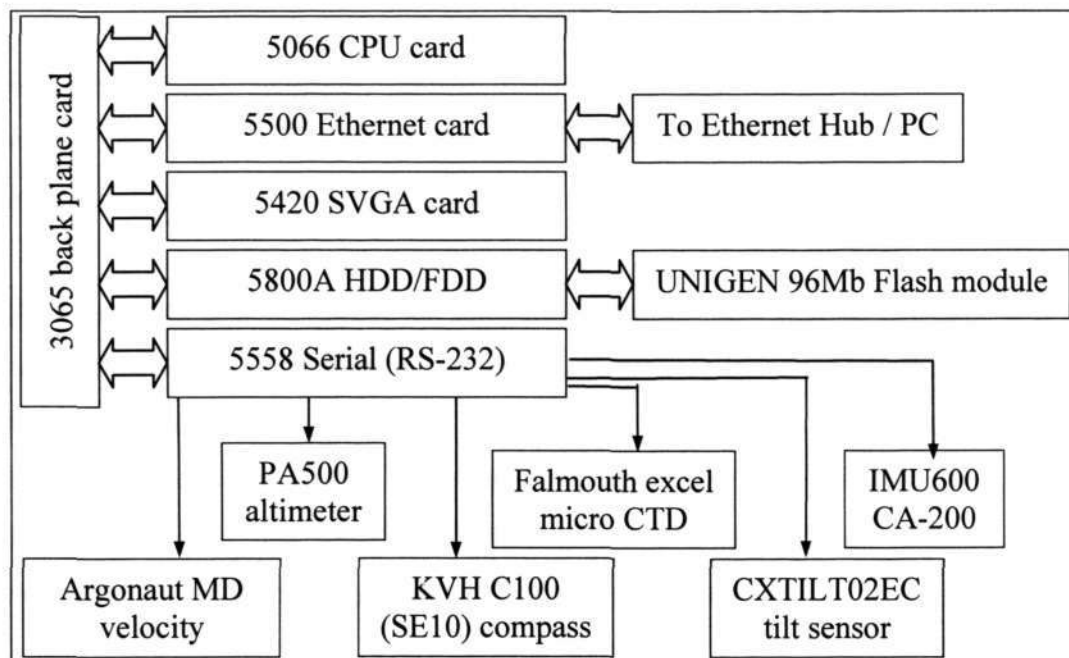 3065 back plane card
5066 CPU card
5500 Ethernet card
To Ethernet Hub / PC
5420 SVGA card
5800A HDD/FDD
UNIGEN 96Mb Flash module
5558 Serial (RS-232)
PA500
altimeter
Falmouth excel
micro CTD
IMU600
CA-200
Argonaut MD
velocity
KVH C100
(SE10) compass
CXTILT02EC
tilt sensor